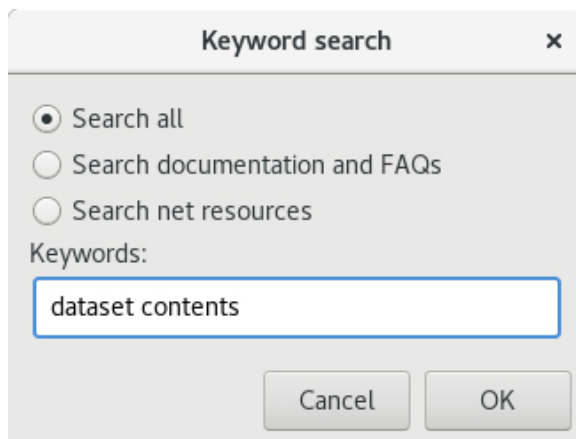 Keyword search
Search all
Search documentation and FAQs
Search net resources
Keywords:
dataset contents
Cancel OK